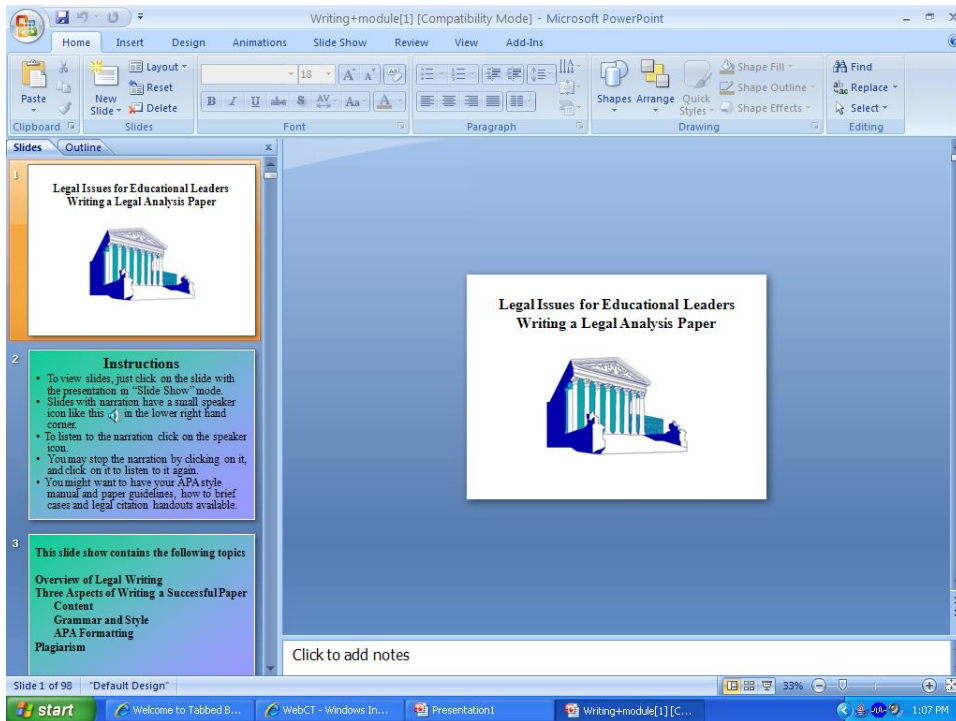 Writing+module[1] [Compatibility Mode] - Microsoft PowerPoint
Home Insert Design Animations Slide Show Review View Add-Ins
Paste
Clipboard
New Slide
Layout
Reset
Delete
Slides
18
B I U abe S AV Aa A
Font
Paragraph
Shapes Arrange Quick Styles
Shape Fill
Shape Outline
Shape Effects
Drawing
Find
Replace
Select
Editing
Slides Outline x
1
Legal Issues for Educational Leaders
Writing a Legal Analysis Paper
2
Instructions
• To view slides, just click on the slide with
the presentation in “Slide Show” mode.
• Slides with narration have a small speaker
icon like this in the lower right hand
corner.
• To listen to the narration click on the speaker
icon.
• You may stop the narration by clicking on it,
and click on it to listen to it again.
• You might want to have your APA style
manual and paper guidelines, how to brief
cases and legal citation handouts available.
3
This slide show contains the following topics
Overview of Legal Writing
Three Aspects of Writing a Successful Paper
Content
Grammar and Style
APA Formatting
Plagiarism
Legal Issues for Educational Leaders
Writing a Legal Analysis Paper
Click to add notes
Slide 1 of 98 "Default Design" 33%
start Welcome to Tabbed B... WebCT - Windows In... Presentation1 Writing+module[1] [C... 1:07 PM